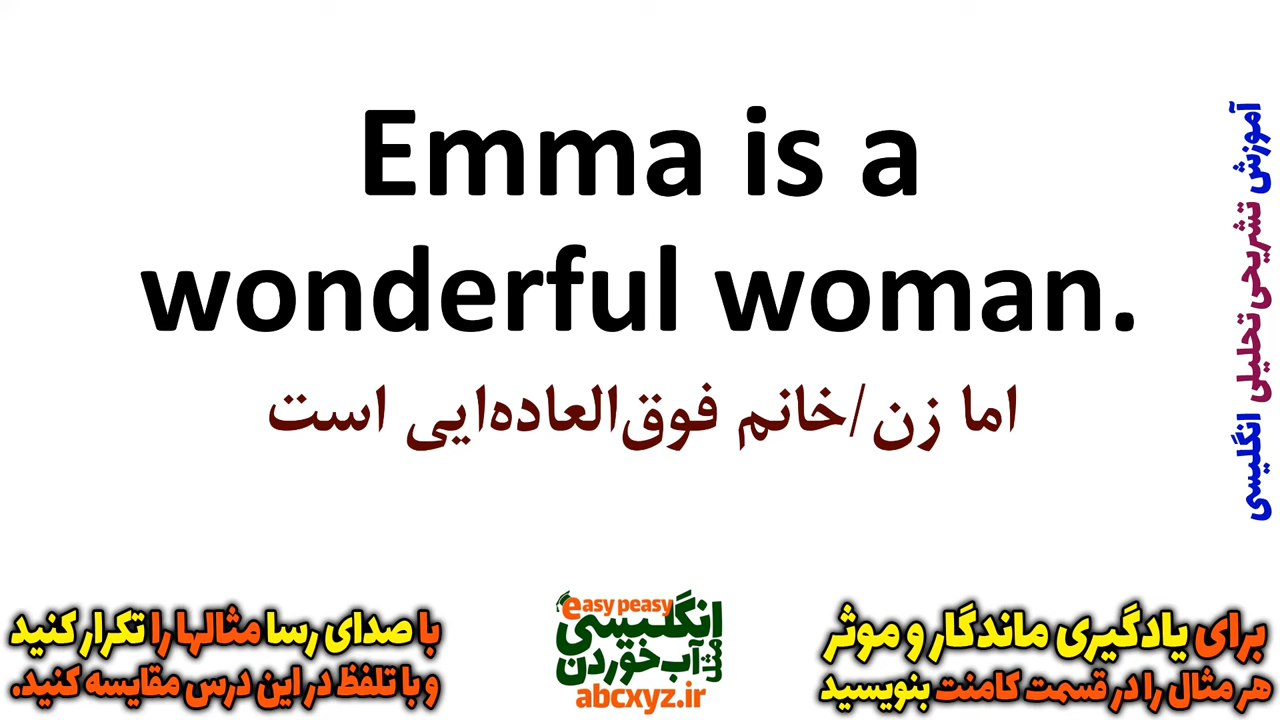 Emma is a
wonderful woman.
اما زن/خانم فوق‌العاده‌ایی است
آموزش تشریحی تحلیلی انگلیسی
برای یادگیری ماندگار و موثر
هر مثال را در قسمت کامنت بنویسید
easy peasy
انگلیسی
مثل آب خوردن
abcxyz.ir
با صدای رسا مثالها را تکرار کنید
و با تلفظ در این درس مقایسه کنید.